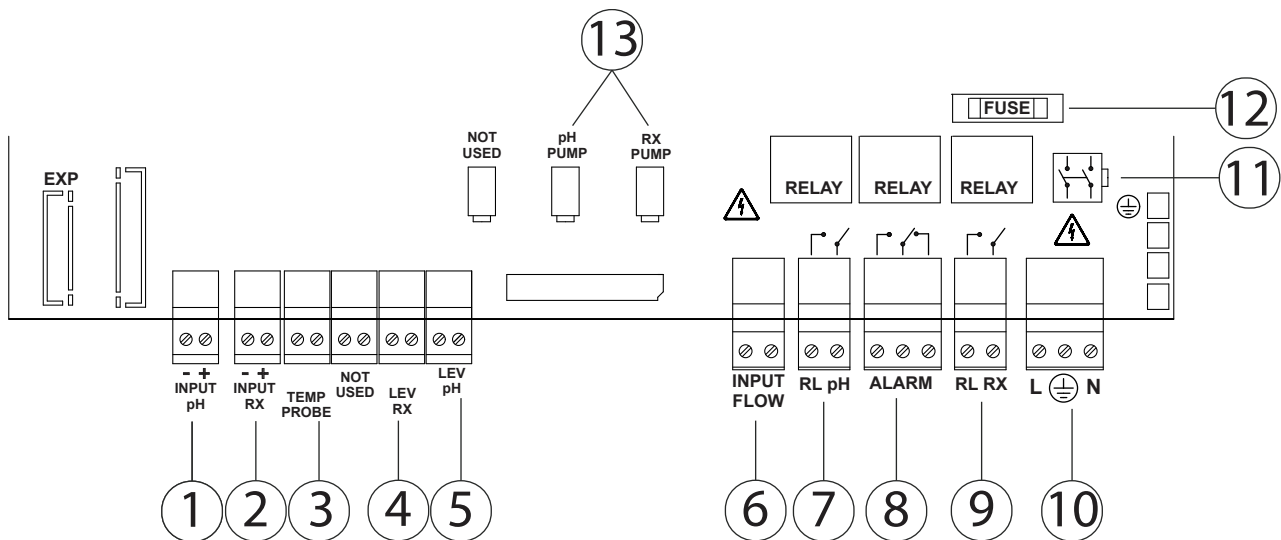 13
FUSE
12
NOT
USED
pH
PUMP
RX
PUMP
EXP
RELAY
RELAY
RELAY
11
- +
INPUT
pH
- +
INPUT
RX
TEMP
PROBE
NOT
USED
LEV
RX
LEV
pH
INPUT
FLOW
RL pH
ALARM
RL RX
L N
1
2
3
4
5
6
7
8
9
10